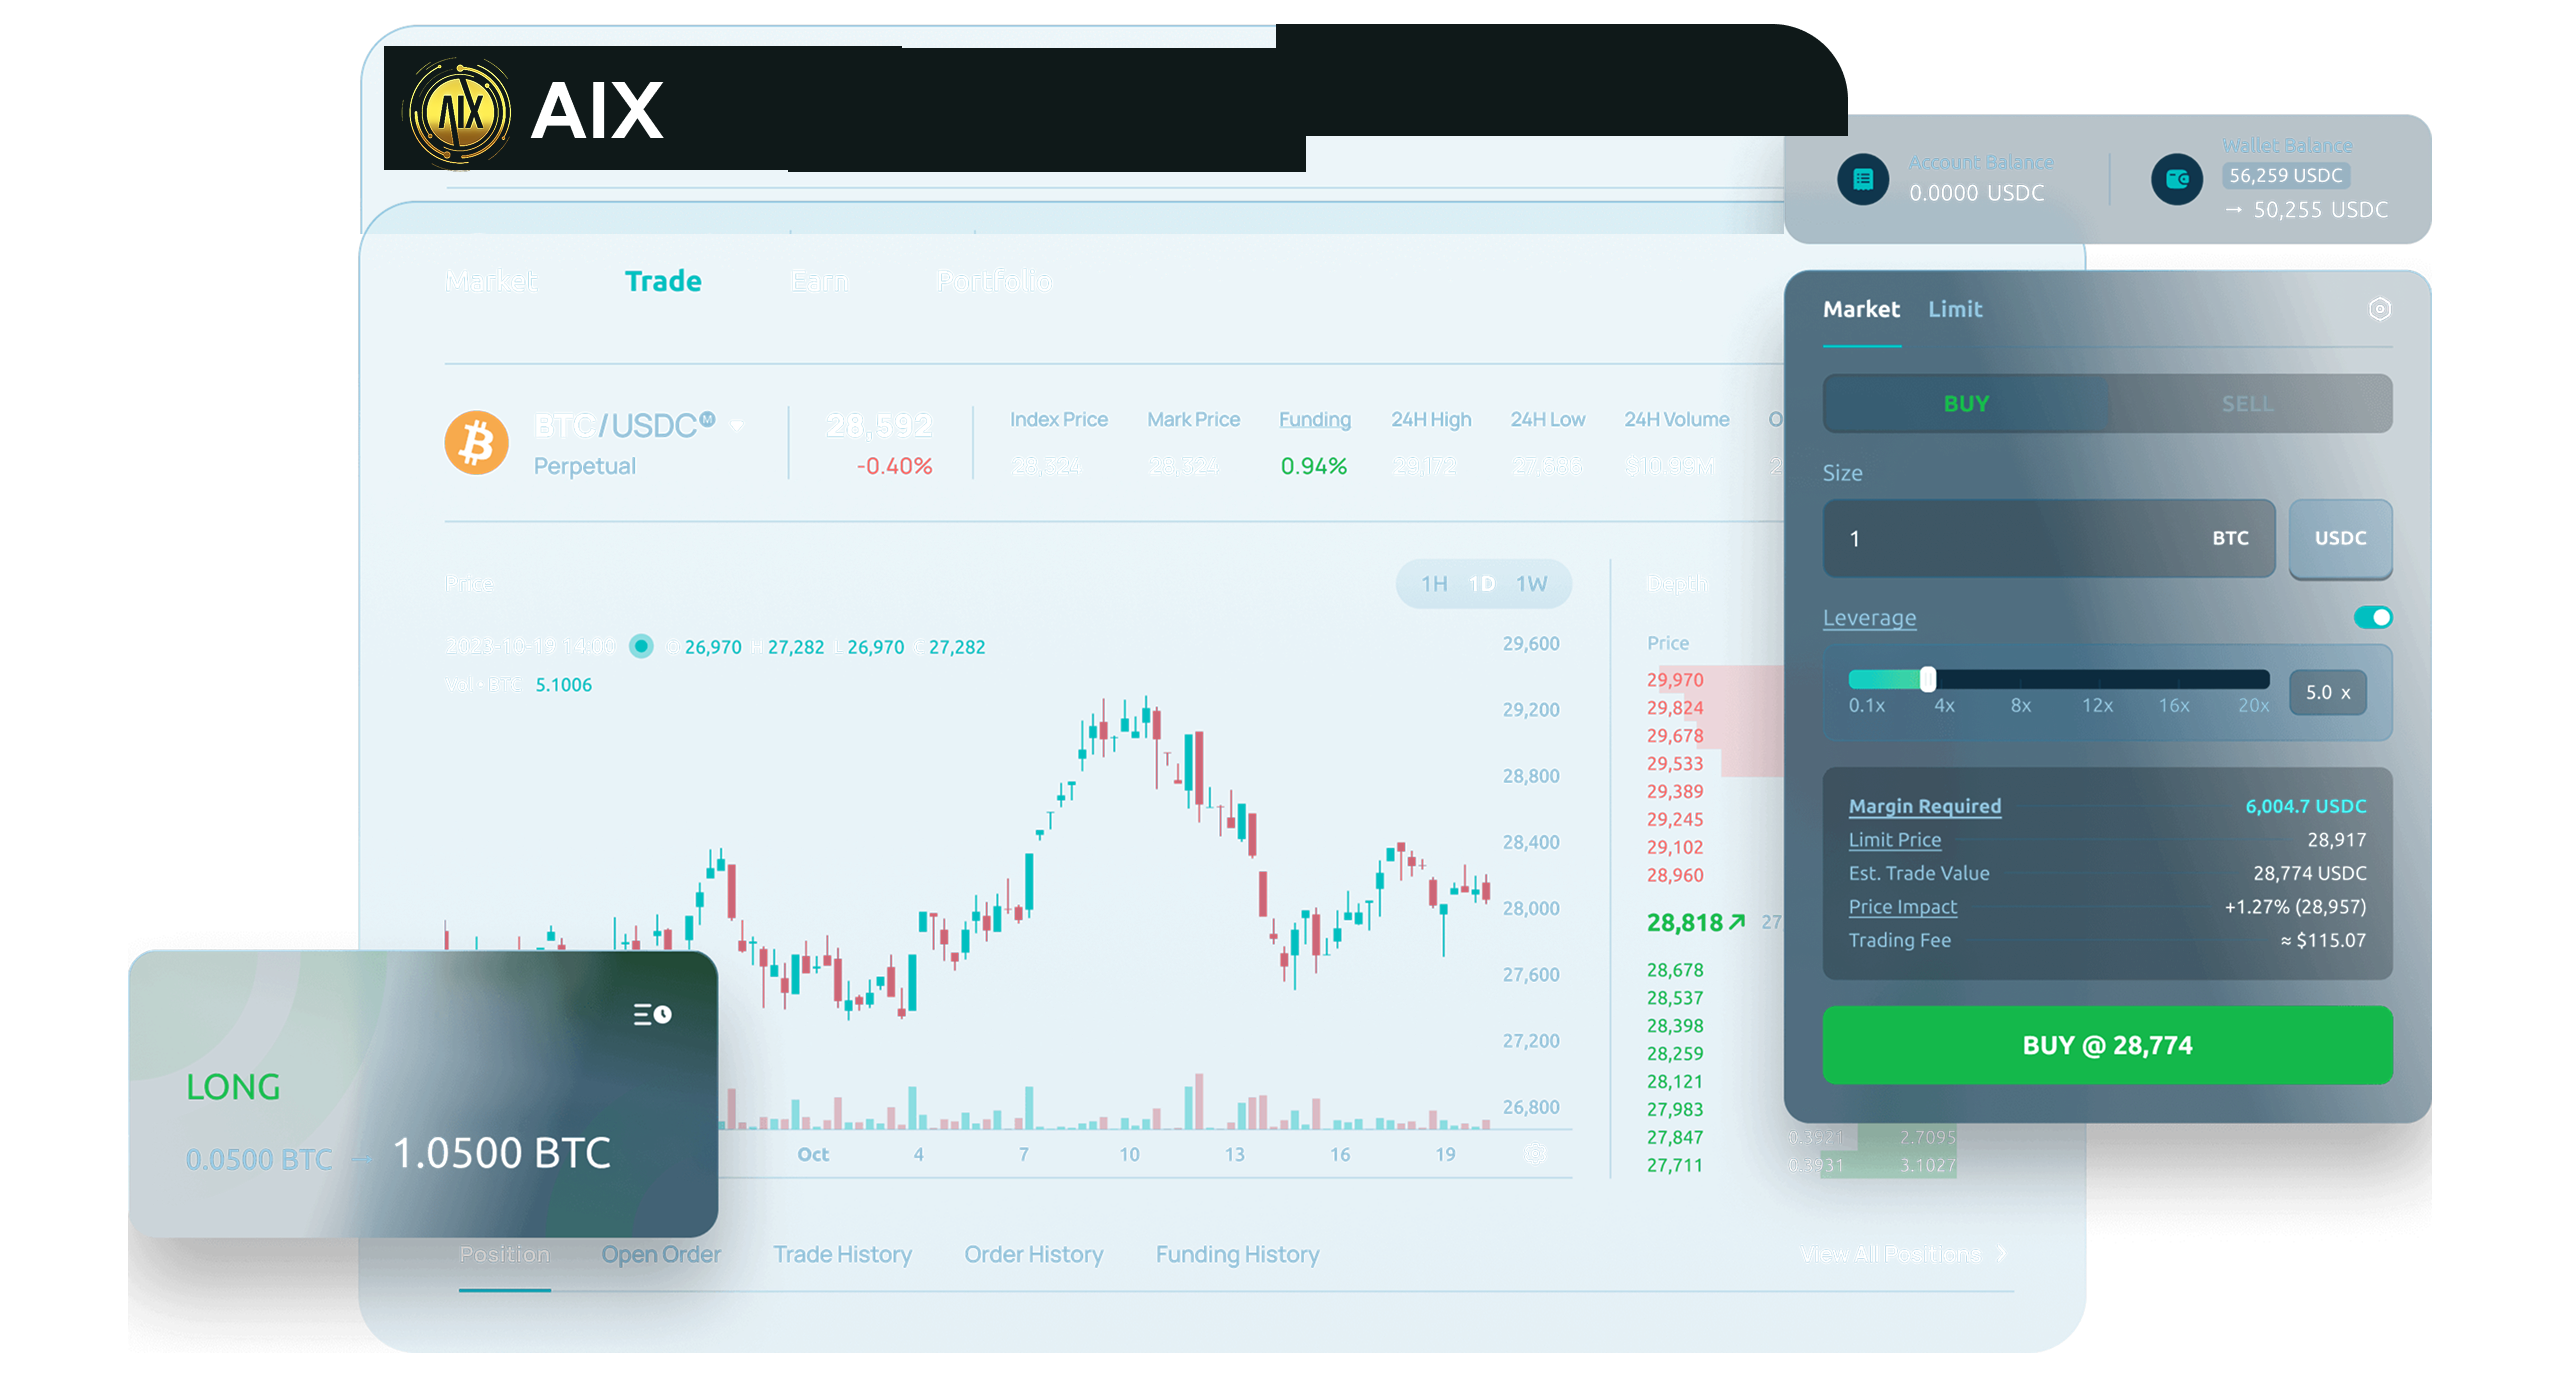 AIX
AIX
Account Balance
0.0000 USDC
Wallet Balance
56,259 USDC
→ 50,255 USDC
Market Trade Earn Portfolio
BTC/USDC M
Perpetual
28,592
-0.40%
Index Price Mark Price Funding 24H High 24H Low 24H Volume
0.94%
Price
1H 1D 1W
2023-10-19 14:00 O 26,970 H 27,282 L 26,970 C 27,282
Vol · BTC 5.1006
29,600
29,200
28,800
28,400
28,000
27,600
27,200
26,800
Oct 4 7 10 13 16 19
Depth
Price
29,970
29,824
29,678
29,533
29,389
29,245
29,102
28,960
28,818
28,678
28,537
28,398
28,259
28,121
27,983
27,847 0.3921 2.7095
27,711 0.3931 3.1027
Market Limit
BUY SELL
Size
1 BTC USDC
Leverage
0.1x 4x 8x 12x 16x 20x
5.0 x
Margin Required 6,004.7 USDC
Limit Price 28,917
Est. Trade Value 28,774 USDC
Price Impact +1.27% (28,957)
Trading Fee ≈ $115.07
BUY @ 28,774
LONG
0.0500 BTC → 1.0500 BTC
Position Open Order Trade History Order History Funding History
View All Positions